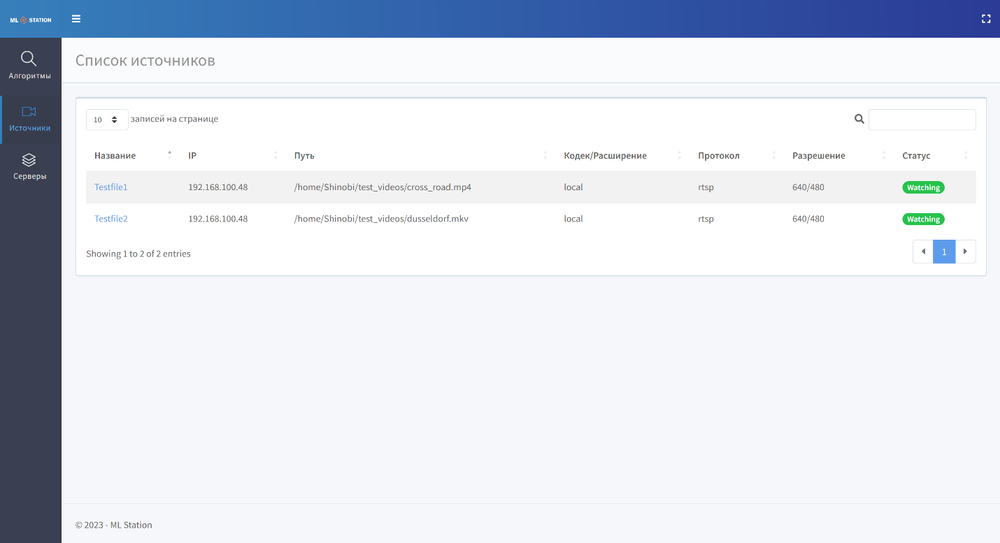 ML STATION
Список источников
Алгоритмы
Источники
Серверы
10 записей на странице
Название IP Путь Кодек/Расширение Протокол Разрешение Статус
Testfile1 192.168.100.48 /home/Shinobi/test_videos/cross_road.mp4 local rtsp 640/480 Watching
Testfile2 192.168.100.48 /home/Shinobi/test_videos/dusseldorf.mkv local rtsp 640/480 Watching
Showing 1 to 2 of 2 entries
1
© 2023 - ML Station